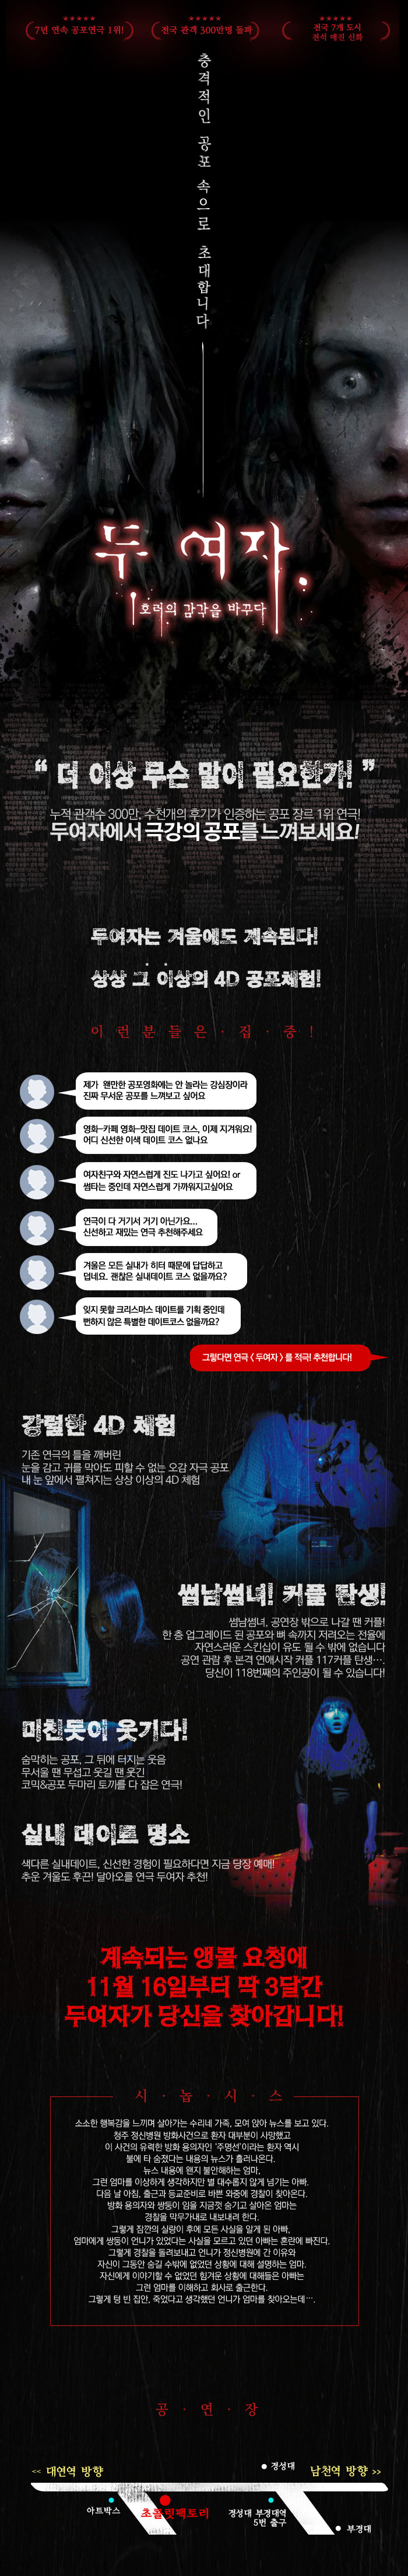 ★★★★★
7년 연속 공포연극 1위!
★★★★★
전국 관객 300만명 돌파
★★★★★
전국 7개 도시
전석 매진 신화
충격적인 공포 속으로 초대합니다
두 여자.
호러의 감각을 바꾸다
“ 더 이상 무슨 말이 필요한가! ”
누적 관객수 300만, 수천개의 후기가 인증하는 공포 장르 1위 연극!
두여자에서 극강의 공포를 느껴보세요!
두여자는 겨울에도 계속된다!
상상 그 이상의 4D 공포체험!
이 런 분 들 은 · 집 · 중 !
제가 왠만한 공포영화에는 안 놀라는 강심장이라
진짜 무서운 공포를 느껴보고 싶어요
영화-카페 영화-맛집 데이트 코스, 이제 지겨워요!
어디 신선한 이색 데이트 코스 없나요
여자친구와 자연스럽게 진도 나가고 싶어요! or
썸타는 중인데 자연스럽게 가까워지고싶어요
연극이 다 거기서 거기 아닌가요...
신선하고 재밌는 연극 추천해주세요
겨울은 모든 실내가 히터 때문에 답답하고
덥네요. 괜찮은 실내데이트 코스 없을까요?
잊지 못할 크리스마스 데이트를 기획 중인데
뻔하지 않은 특별한 데이트코스 없을까요?
그렇다면 연극 < 두여자 > 를 적극! 추천합니다!
강렬한 4D 체험
기존 연극의 틀을 깨버린
눈을 감고 귀를 막아도 피할 수 없는 오감 자극 공포
내 눈 앞에서 펼쳐지는 상상 이상의 4D 체험
썸남썸녀! 커플 탄생!
썸남썸녀, 공연장 밖으로 나갈 땐 커플!
한 층 업그레이드 된 공포와 뼈 속까지 저려오는 전율에
자연스러운 스킨십이 유도 될 수 밖에 없습니다
공연 관람 후 본격 연애시작 커플 117커플 탄생….
당신이 118번째의 주인공이 될 수 있습니다!
미친듯이 웃기다!
숨막히는 공포, 그 뒤에 터지는 웃음
무서울 땐 무섭고 웃길 땐 웃긴
코믹&공포 두마리 토끼를 다 잡은 연극!
실내 데이트 명소
색다른 실내데이트, 신선한 경험이 필요하다면 지금 당장 예매!
추운 겨울도 후끈! 달아오를 연극 두여자 추천!
계속되는 앵콜 요청에
11월 16일부터 딱 3달간
두여자가 당신을 찾아갑니다!
시 · 놉 · 시 · 스
소소한 행복감을 느끼며 살아가는 수리네 가족, 모여 앉아 뉴스를 보고 있다.
청주 정신병원 방화사건으로 환자 대부분이 사망했고
이 사건의 유력한 방화 용의자인 '주명선'이라는 환자 역시
불에 타 숨졌다는 내용의 뉴스가 흘러나온다.
뉴스 내용에 왠지 불안해하는 엄마,
그런 엄마를 이상하게 생각하지만 별 대수롭지 않게 넘기는 아빠.
다음 날 아침, 출근과 등교준비로 바쁜 와중에 경찰이 찾아온다.
방화 용의자와 쌍둥이 임을 지금껏 숨기고 살아온 엄마는
경찰을 막무가내로 내보내려 한다.
그렇게 잠깐의 실랑이 후에 모든 사실을 알게 된 아빠,
엄마에게 쌍둥이 언니가 있었다는 사실을 모르고 있던 아빠는 혼란에 빠진다.
그렇게 경찰을 돌려보내고 언니가 정신병원에 간 이유와
자신이 그동안 숨길 수밖에 없었던 상황에 대해 설명하는 엄마.
자신에게 이야기할 수 없었던 힘겨운 상황에 대해들은 아빠는
그런 엄마를 이해하고 회사로 출근한다.
그렇게 텅 빈 집안, 죽었다고 생각했던 언니가 엄마를 찾아오는데….
공 · 연 · 장
<< 대연역 방향
경성대
남천역 방향 >>
아트박스
초콜릿팩토리
경성대 부경대역
5번 출구
부경대